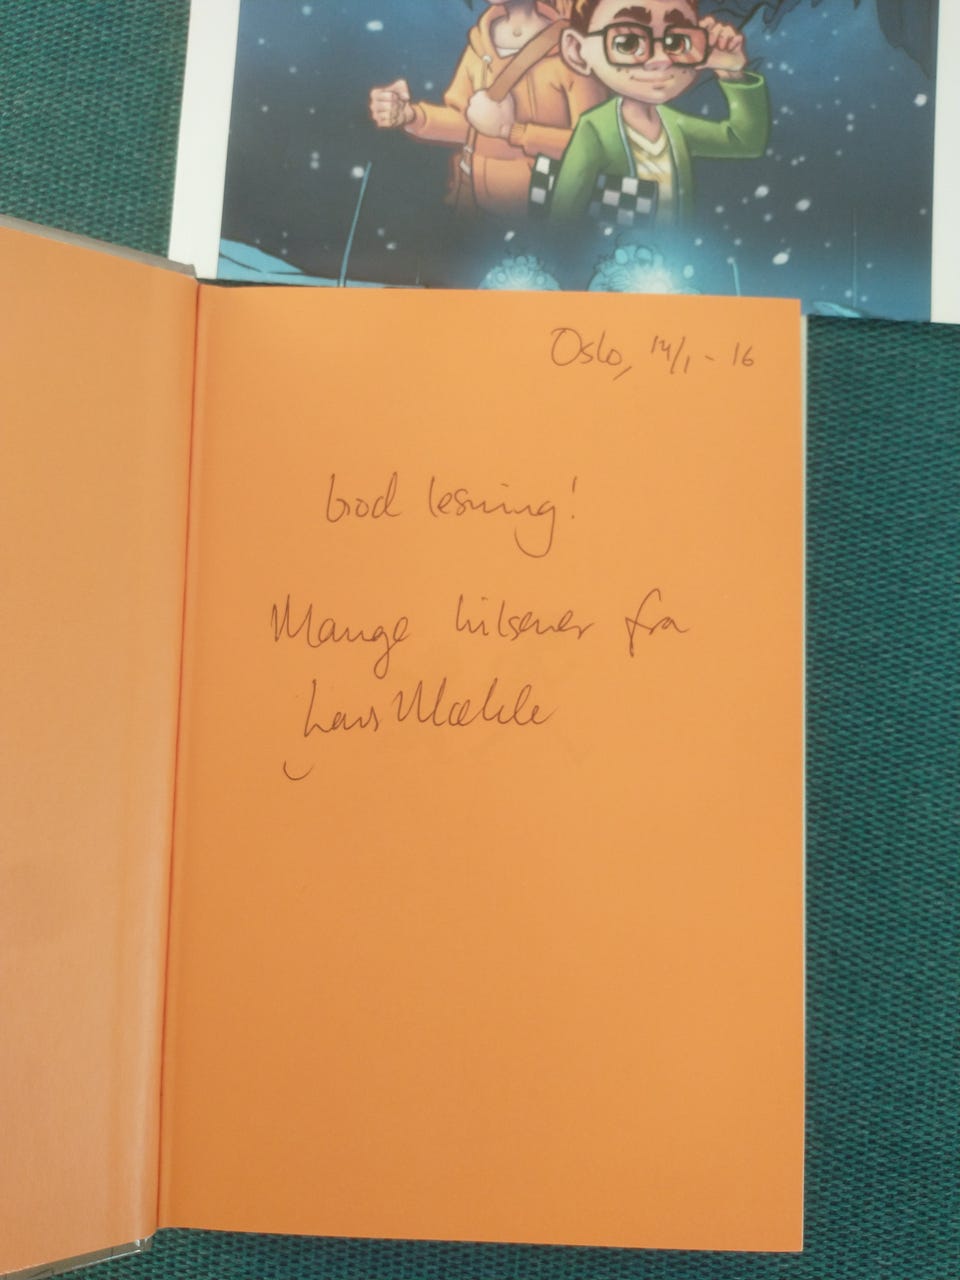 Oslo, 14/1 - 16
God lesning!
Mange hilsener fra
Lars Mæhle